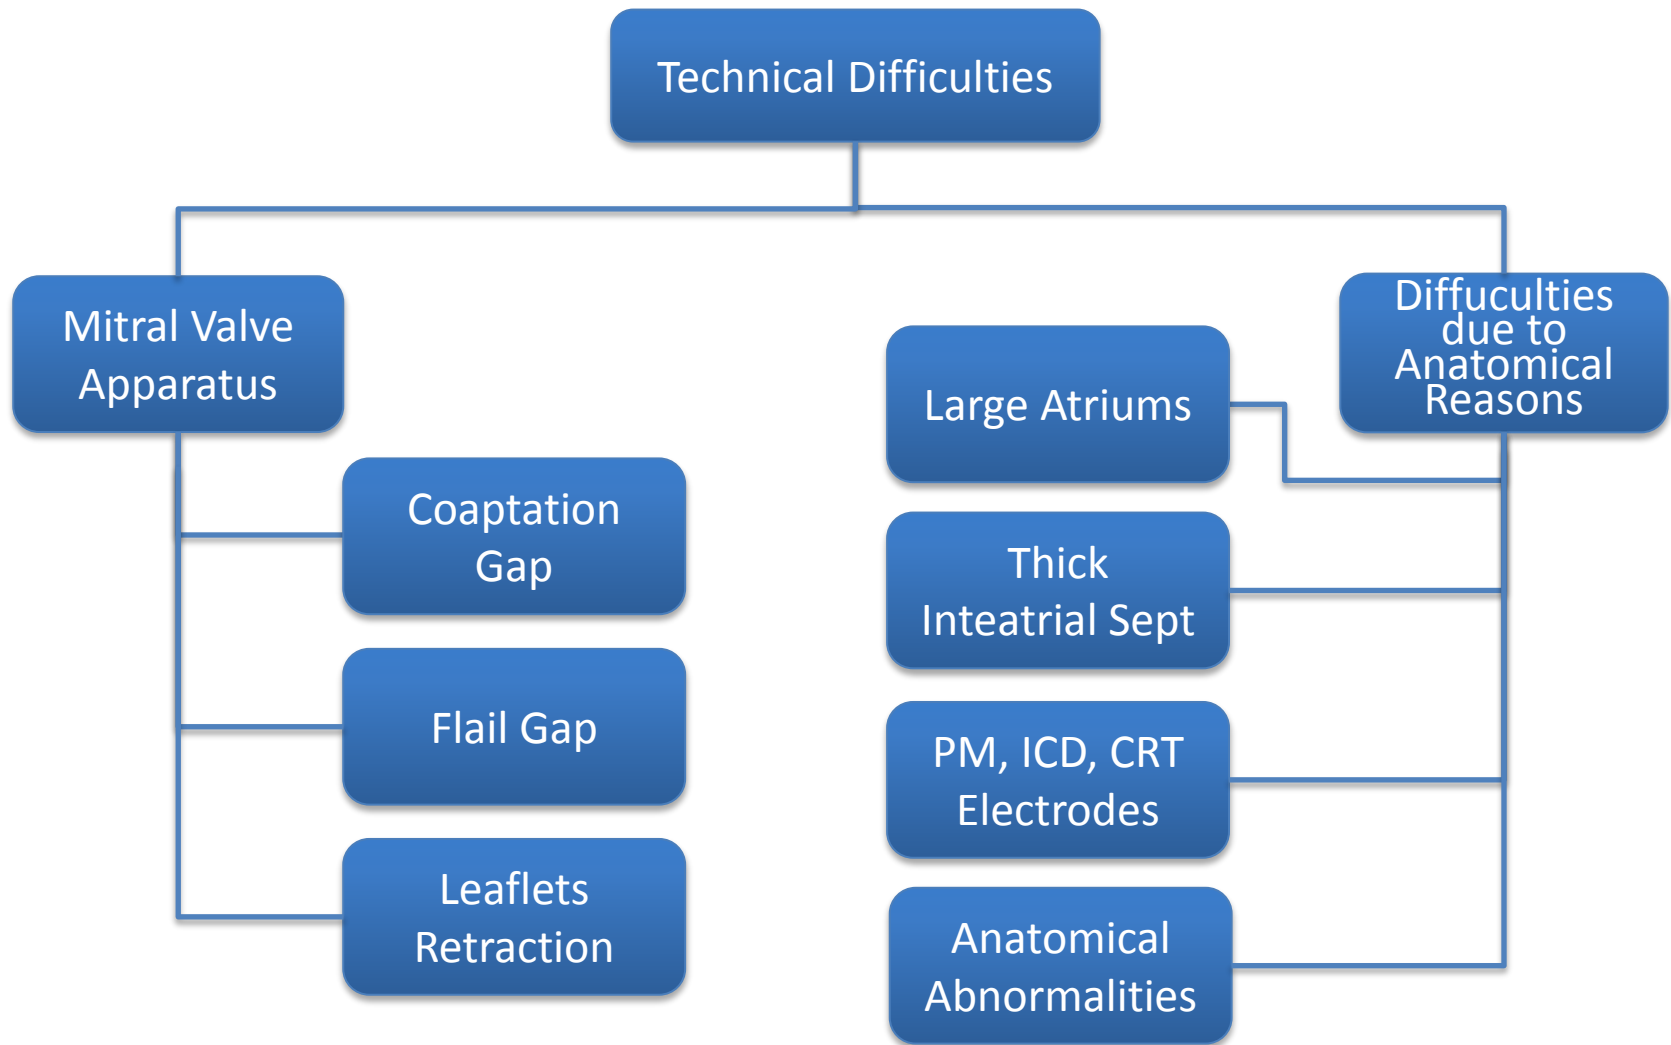 Technical Difficulties
Mitral Valve
Apparatus
Coaptation
Gap
Flail Gap
Leaflets
Retraction
Diffuculties
due to
Anatomical
Reasons
Large Atriums
Thick
Inteatrial Sept
PM, ICD, CRT
Electrodes
Anatomical
Abnormalities